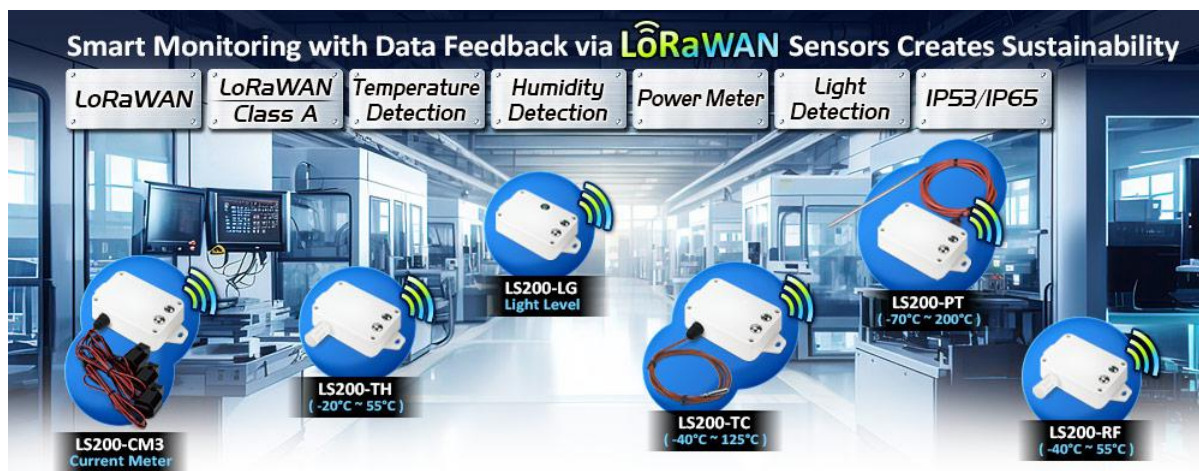 Smart Monitoring with Data Feedback via LoRaWAN Sensors Creates Sustainability
LoRaWAN
LoRaWAN
Class A
Temperature
Detection
Humidity
Detection
Power Meter
Light
Detection
IP53/IP65
LS200-LG
Light Level
LS200-PT
( -70°C ~ 200°C )
LS200-TH
( -20°C ~ 55°C )
LS200-TC
( -40°C ~ 125°C )
LS200-RF
( -40°C ~ 55°C )
LS200-CM3
Current Meter